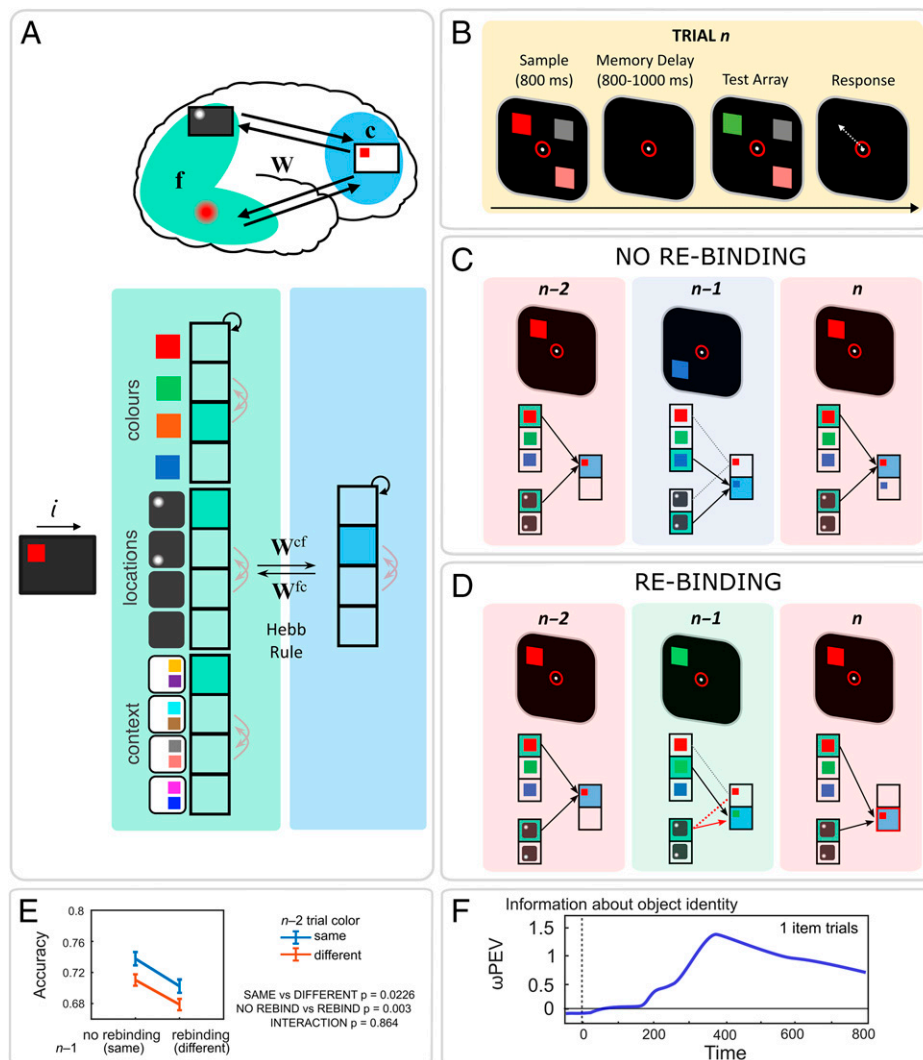 A
f
W
c
colours
locations
context
i
W^cf
W^fc
Hebb
Rule
B
TRIAL n
Sample
(800 ms)
Memory Delay
(800-1000 ms)
Test Array
Response
C
NO RE-BINDING
n–2
n–1
n
D
RE-BINDING
n–2
n–1
n
E
Accuracy
0.8
0.76
0.72
0.68
no rebinding
(same)
rebinding
(different)
n–1
n–2 trial color
same
different
SAME vs DIFFERENT p = 0.0226
NO REBIND vs REBIND p = 0.003
INTERACTION p = 0.864
F
Information about object identity
1 item trials
ωPEV
1.5
1
0.5
0
0
200
400
600
800
Time